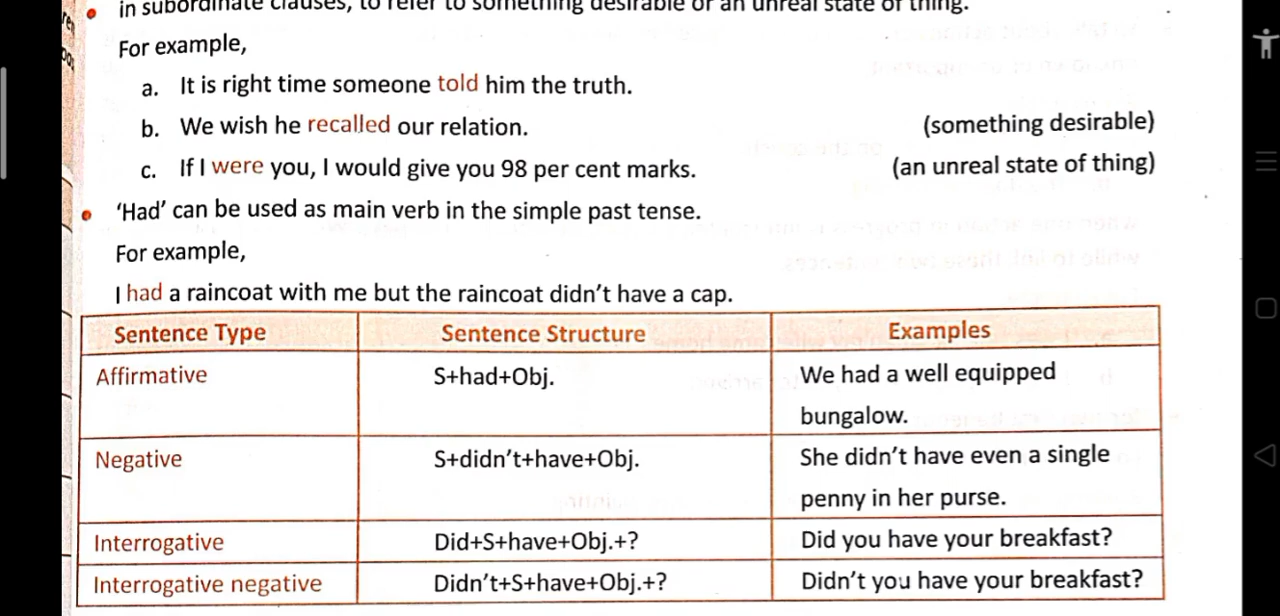 • in subordinate clauses, to refer to something desirable or an unreal state of thing.
For example,
a. It is right time someone told him the truth.
b. We wish he recalled our relation. (something desirable)
c. If I were you, I would give you 98 per cent marks. (an unreal state of thing)
• ‘Had’ can be used as main verb in the simple past tense.
For example,
I had a raincoat with me but the raincoat didn’t have a cap.
Sentence Type Sentence Structure Examples
Affirmative S+had+Obj. We had a well equipped
bungalow.
Negative S+didn’t+have+Obj. She didn’t have even a single
penny in her purse.
Interrogative Did+S+have+Obj.+? Did you have your breakfast?
Interrogative negative Didn’t+S+have+Obj.+? Didn’t you have your breakfast?